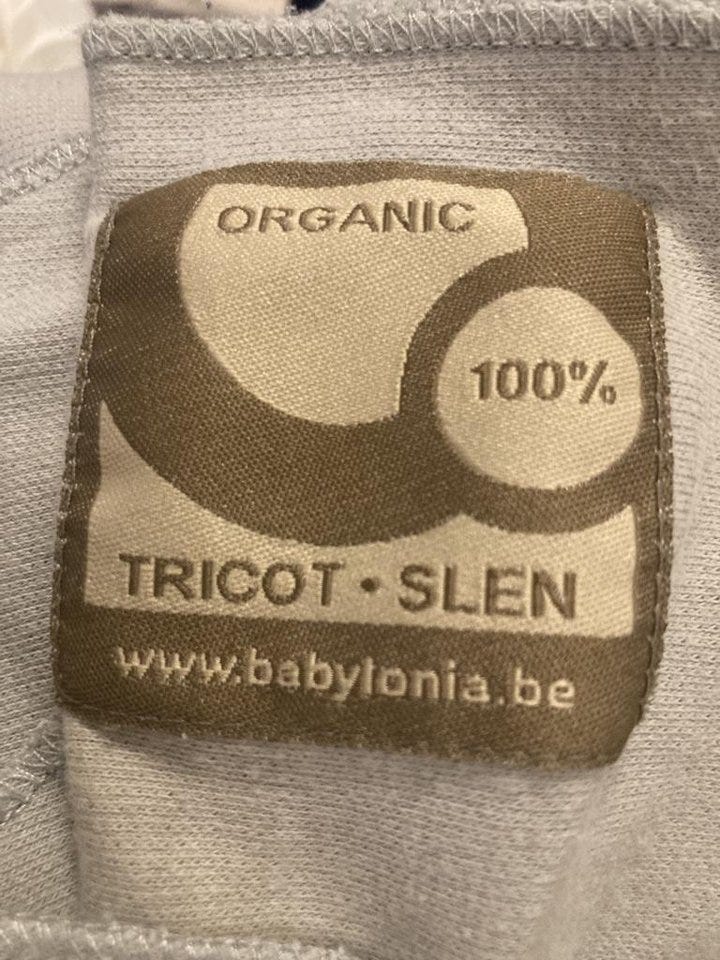 ORGANIC
100%
TRICOT • SLEN
www.babylonia.be